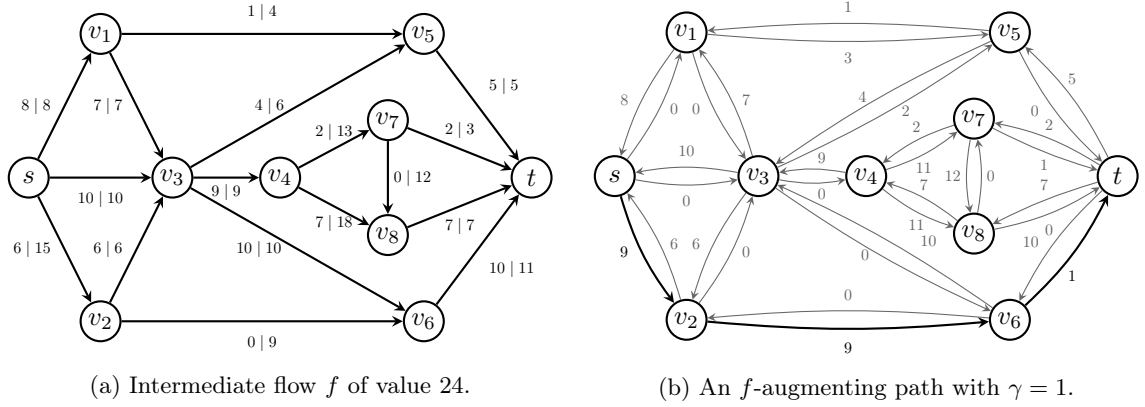 1 | 4
v1
v5
8 | 8
7 | 7
4 | 6
5 | 5
2 | 13
v7
2 | 3
s
10 | 10
v3
9 | 9
v4
0 | 12
t
6 | 15
6 | 6
7 | 18
v8
7 | 7
10 | 10
10 | 11
v2
v6
0 | 9
(a) Intermediate flow f of value 24.
1
v1
v5
3
8
0
0
7
4
2
5
0
v7
2
2
11
1
s
10
0
v3
9
0
v4
7
12
0
7
t
11
v8
10
0
10
0
9
6
6
0
1
v2
0
v6
9
(b) An f-augmenting path with γ = 1.